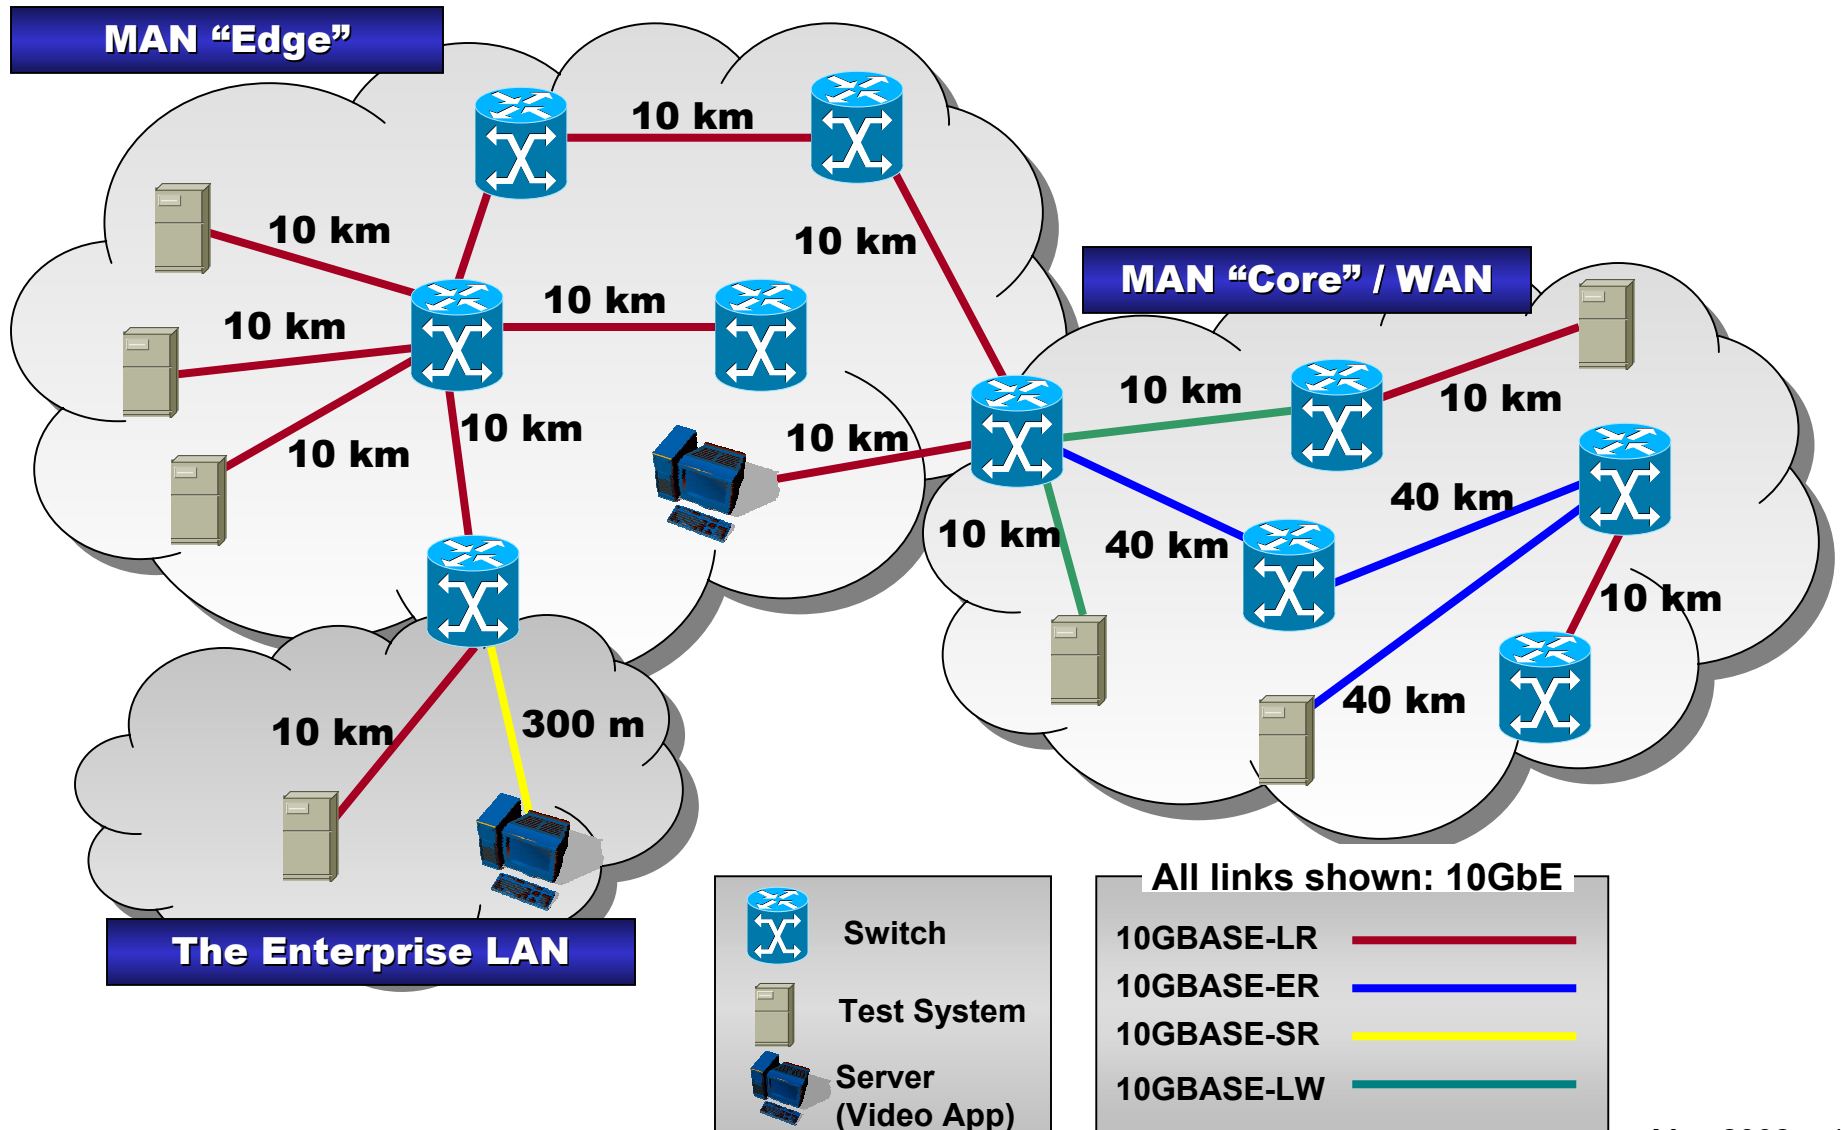 MAN “Edge”
10 km
10 km
10 km
10 km
10 km
10 km
10 km
10 km
10 km
MAN “Core” / WAN
10 km
10 km
10 km
40 km
40 km
10 km
40 km
10 km
300 m
The Enterprise LAN
Switch
Test System
Server
(Video App)
All links shown: 10GbE
10GBASE-LR
10GBASE-ER
10GBASE-SR
10GBASE-LW